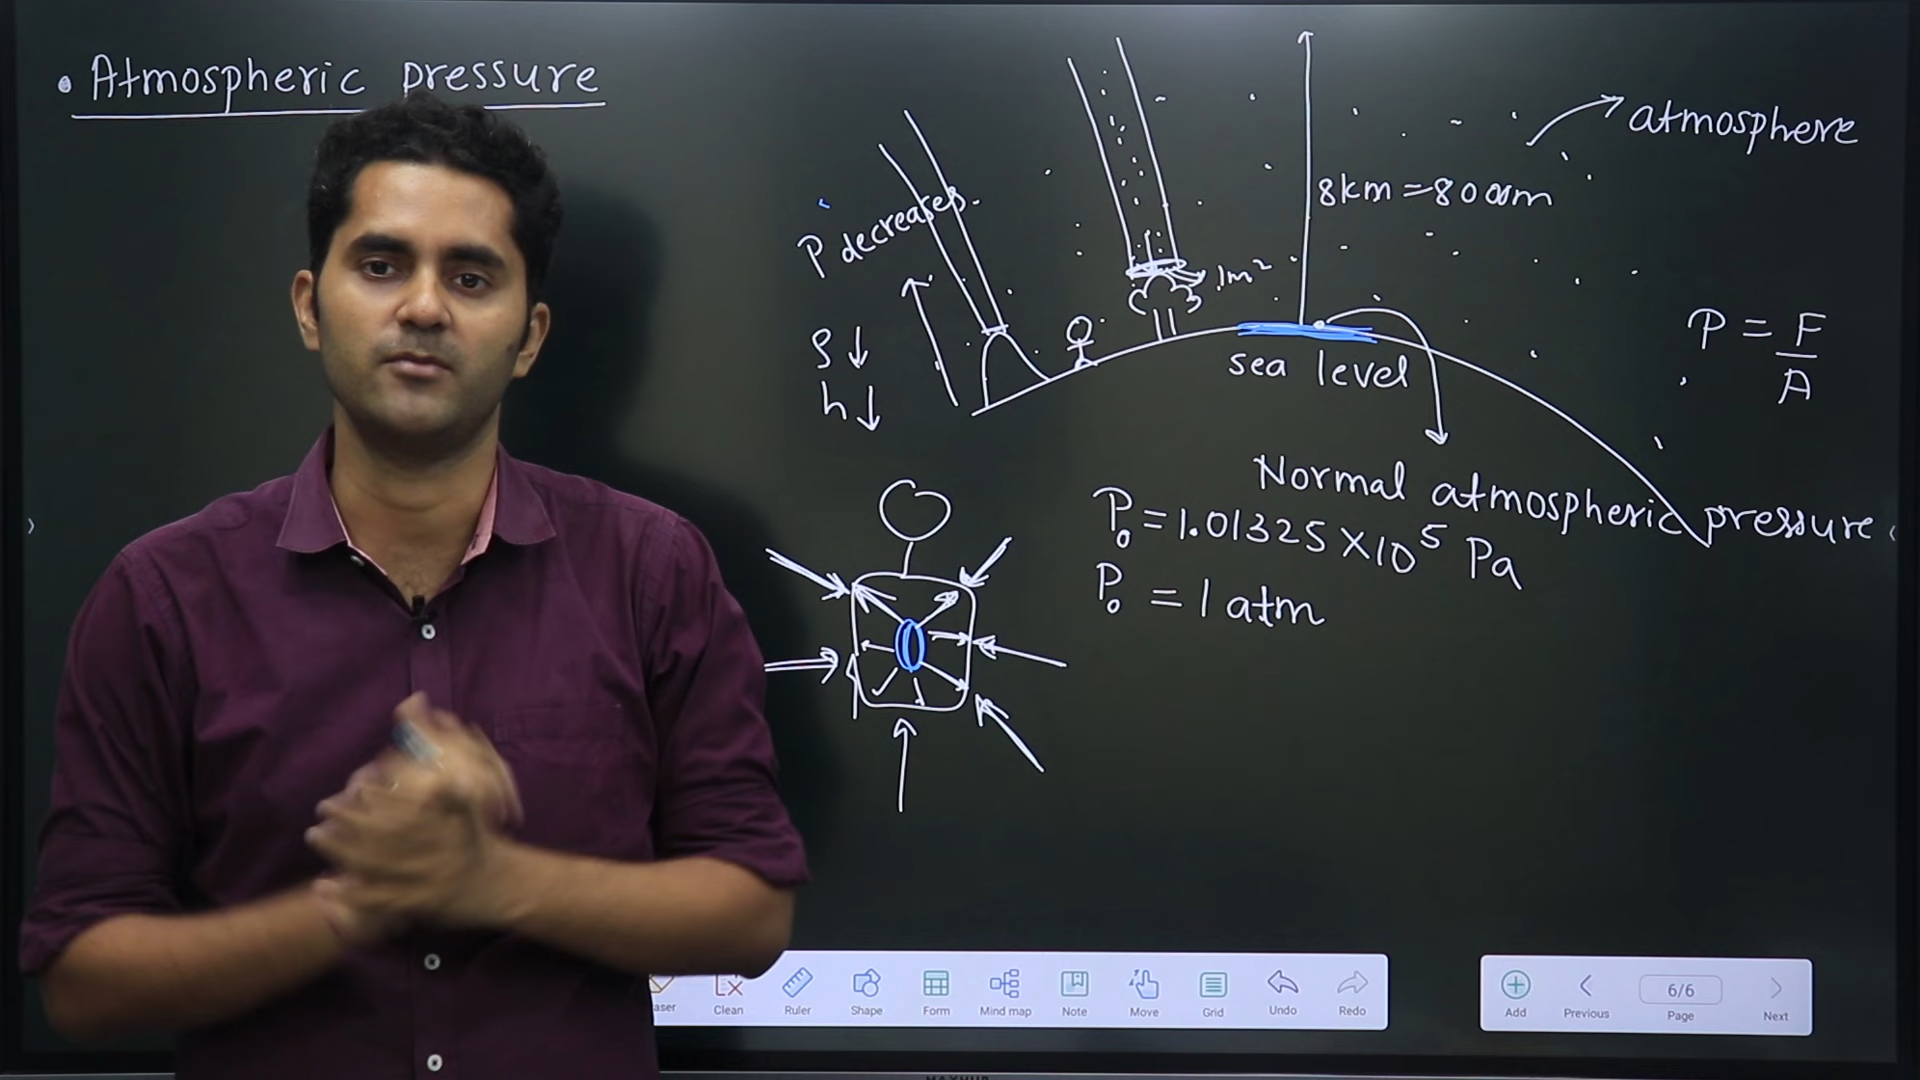 • Atmospheric pressure
atmosphere
8km = 8000m
P decreases.
1m²
ρ ↓
h ↓
sea level
P = F
A
Normal atmospheric pressure
P₀ = 1.01325 × 10⁵ Pa
P₀ = 1 atm
Clean
Ruler
Shape
Form
Mind map
Note
Move
Grid
Undo
Redo
Add
Previous
6/6
Page
Next